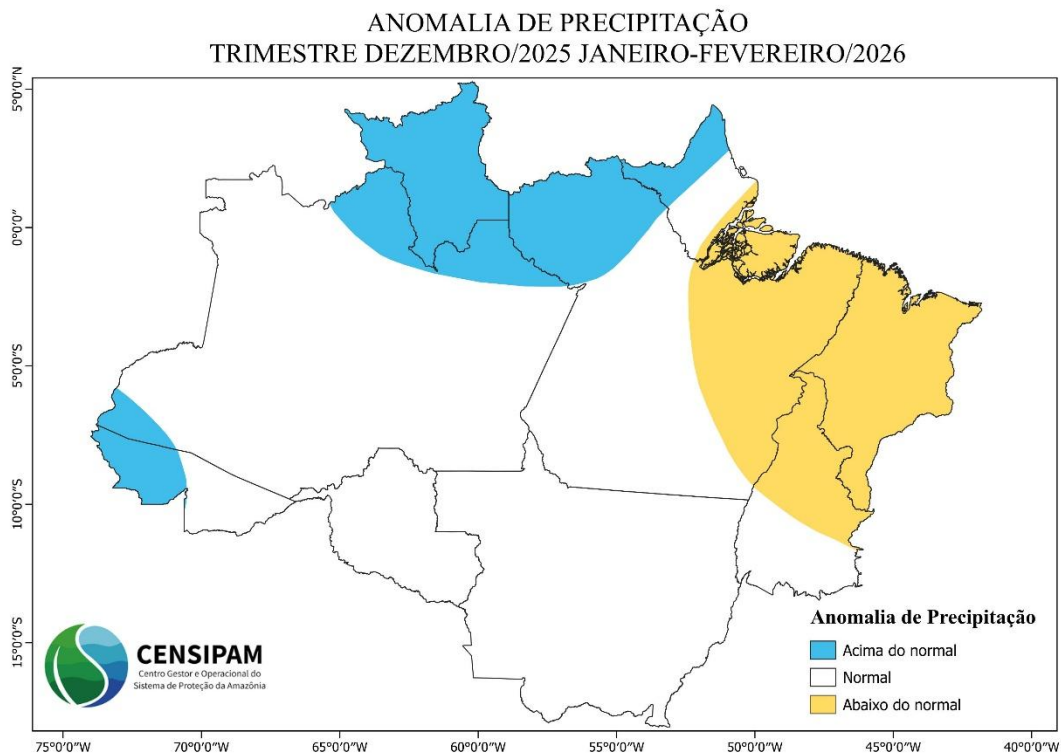 ANOMALIA DE PRECIPITAÇÃO
TRIMESTRE DEZEMBRO/2025 JANEIRO-FEVEREIRO/2026
5°0'0"N
0°0'0"
5°0'0"S
10°0'0"S
15°0'0"S
CENSIPAM
Centro Gestor e Operacional do
Sistema de Proteção da Amazônia
Anomalia de Precipitação
Acima do normal
Normal
Abaixo do normal
75°0'0"W 70°0'0"W 65°0'0"W 60°0'0"W 55°0'0"W 50°0'0"W 45°0'0"W 40°0'0"W